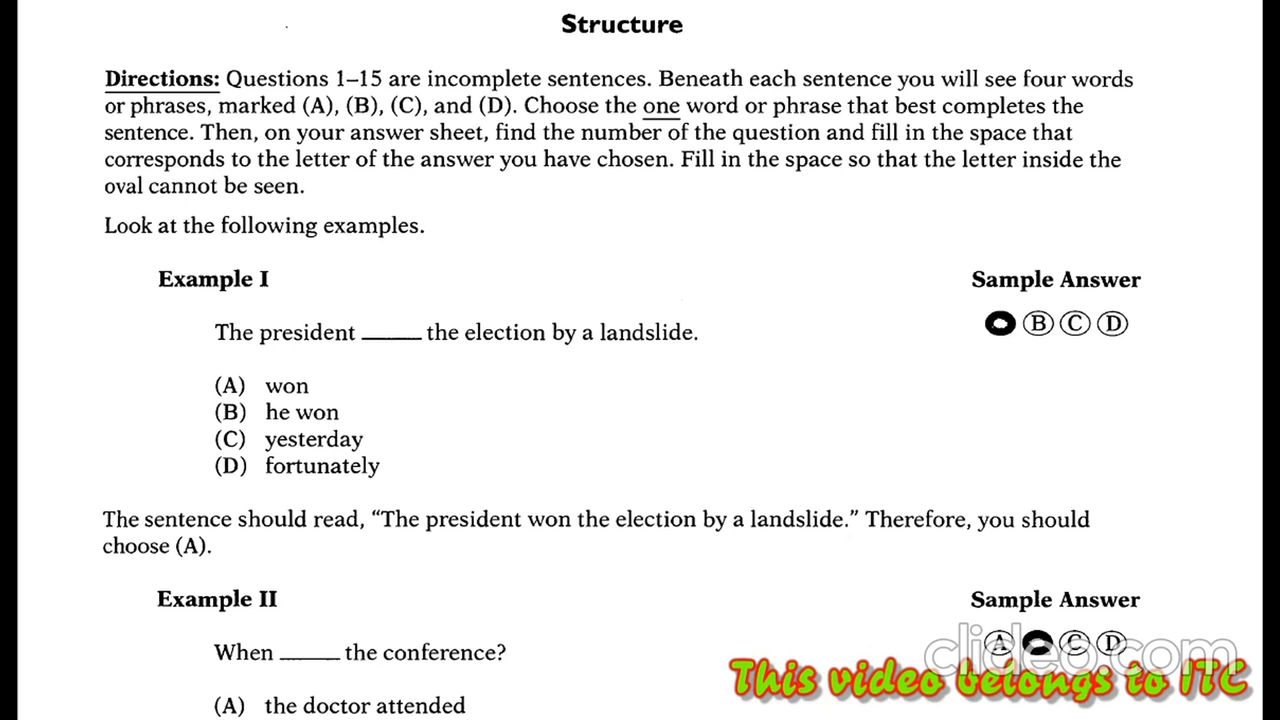 Structure
Directions: Questions 1–15 are incomplete sentences. Beneath each sentence you will see four words
or phrases, marked (A), (B), (C), and (D). Choose the one word or phrase that best completes the
sentence. Then, on your answer sheet, find the number of the question and fill in the space that
corresponds to the letter of the answer you have chosen. Fill in the space so that the letter inside the
oval cannot be seen.
Look at the following examples.
Example I Sample Answer
Ⓑ Ⓒ Ⓓ
The president _____ the election by a landslide.
(A) won
(B) he won
(C) yesterday
(D) fortunately
The sentence should read, “The president won the election by a landslide.” Therefore, you should
choose (A).
Example II Sample Answer
Ⓐ Ⓒ Ⓓ
When _____ the conference?
clideo.com
This video belongs to ITC
(A) the doctor attended